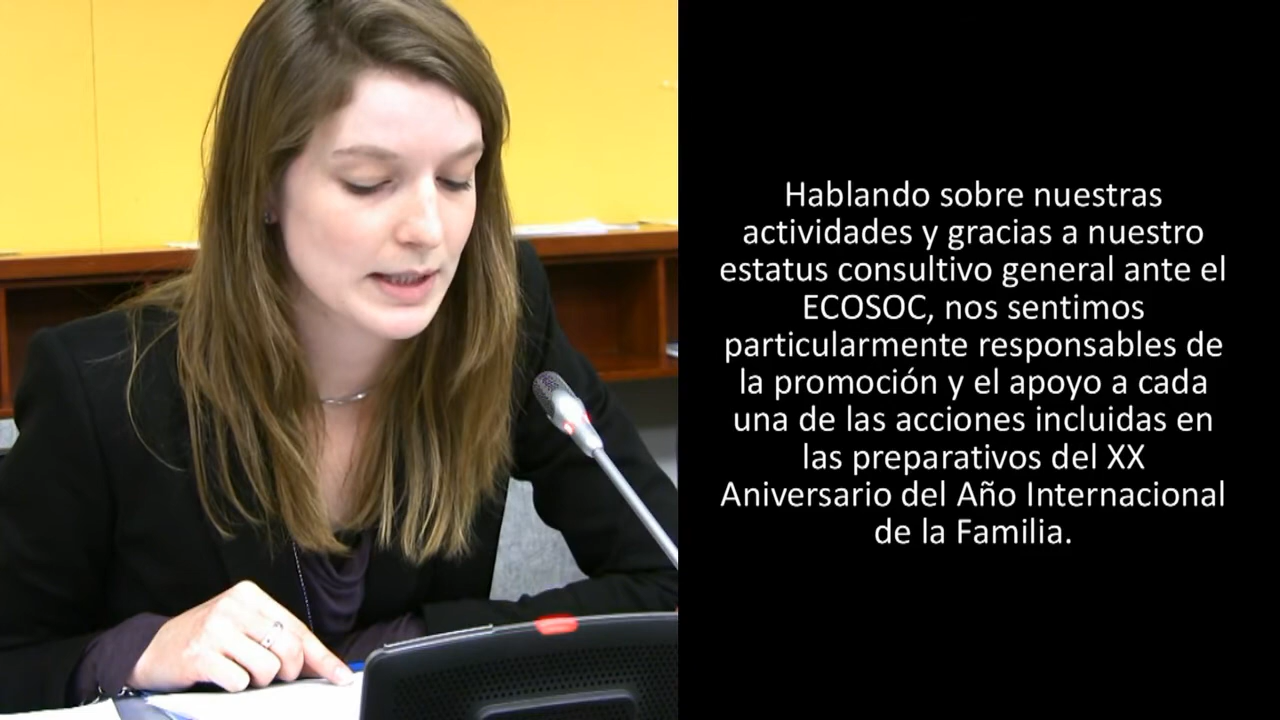 Hablando sobre nuestras
actividades y gracias a nuestro
estatus consultivo general ante el
ECOSOC, nos sentimos
particularmente responsables de
la promoción y el apoyo a cada
una de las acciones incluidas en
las preparativos del XX
Aniversario del Año Internacional
de la Familia.